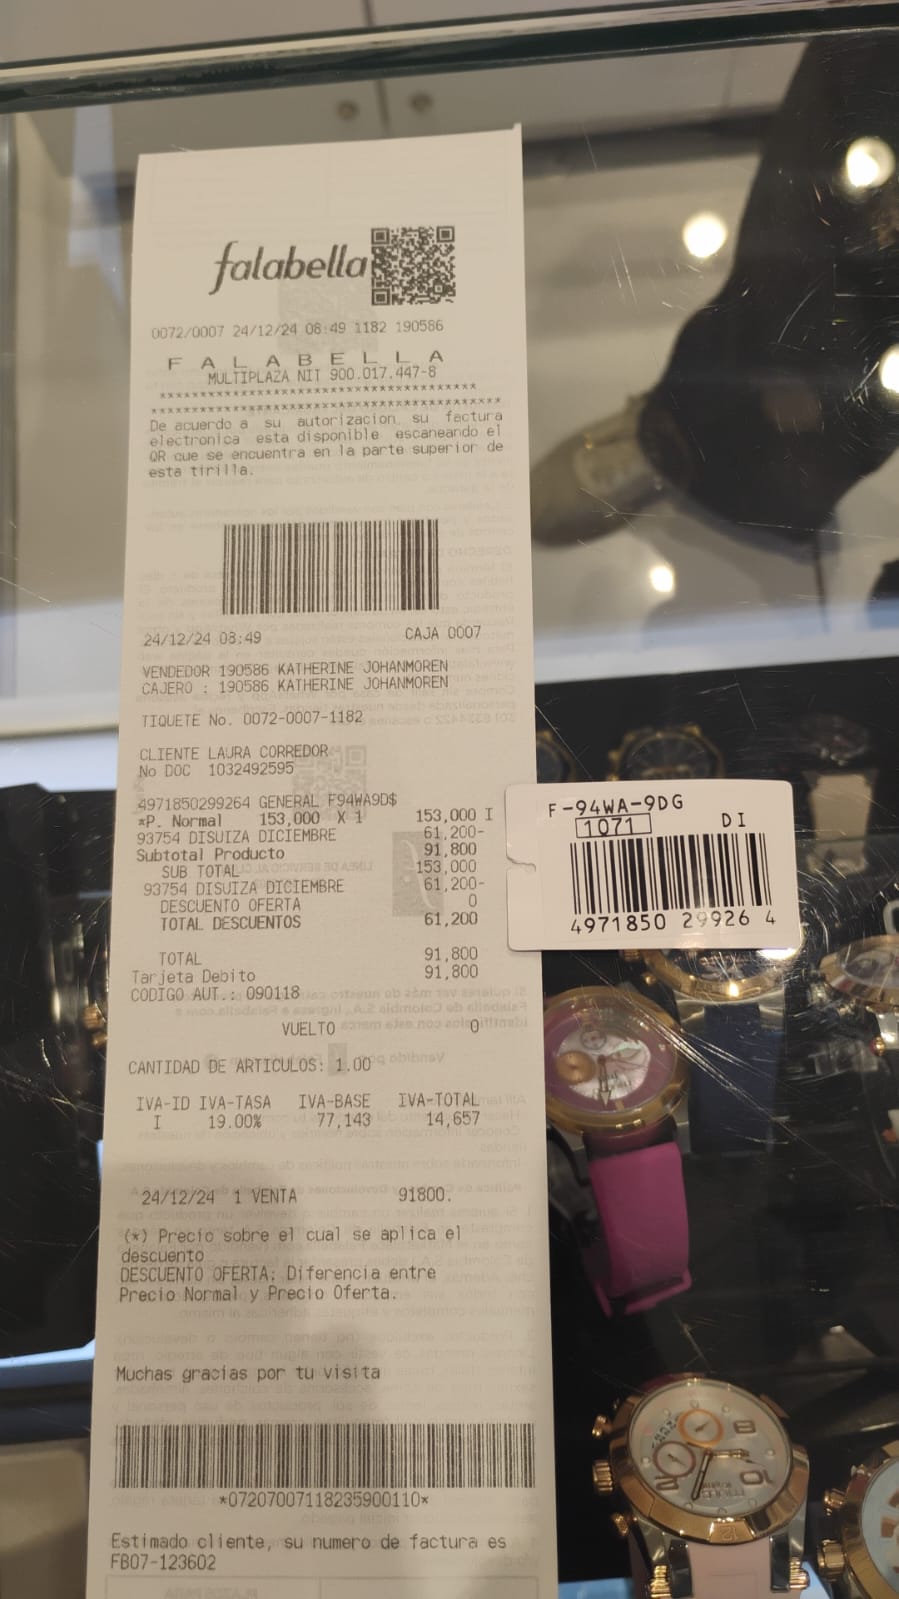 falabella
0072/0007 24/12/24 08:49 1182 190586
F A L A B E L L A
MULTIPLAZA NIT 900.017.447-8
****************************************
********************************************
De acuerdo a su autorizacion, su factura
electronica esta disponible escaneando el
QR que se encuentra en la parte superior de
esta tirilla.
24/12/24 08:49 CAJA 0007
VENDEDOR 190586 KATHERINE JOHANMOREN
CAJERO : 190586 KATHERINE JOHANMOREN
TIQUETE No. 0072-0007-1182
CLIENTE LAURA CORREDOR
No DOC 1032492595
4971850299264 GENERAL F94WA9D$
*P. Normal 153,000 X 1 153,000 I
93754 DISUIZA DICIEMBRE 61,200-
Subtotal Producto 91,800
SUB TOTAL 153,000
93754 DISUIZA DICIEMBRE 61,200-
DESCUENTO OFERTA 0
TOTAL DESCUENTOS 61,200
TOTAL 91,800
Tarjeta Debito 91,800
CODIGO AUT.: 090118
VUELTO 0
CANTIDAD DE ARTICULOS: 1.00
IVA-ID IVA-TASA IVA-BASE IVA-TOTAL
I 19.00% 77,143 14,657
24/12/24 1 VENTA 91800.
(*) Precio sobre el cual se aplica el
descuento
DESCUENTO OFERTA: Diferencia entre
Precio Normal y Precio Oferta.
Muchas gracias por tu visita
*07207007118235900110*
Estimado cliente, su numero de factura es
FB07-123602
F-94WA-9DG
1071 DI
4971850 29926 4